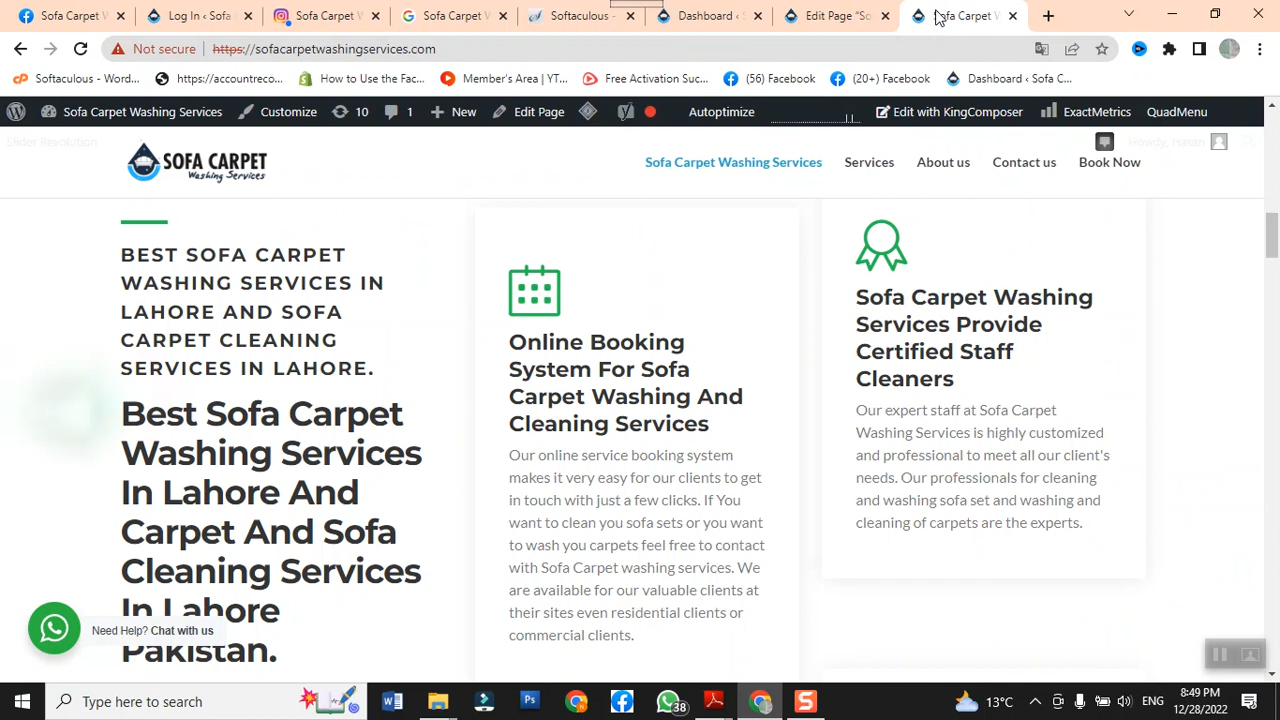 Sofa Carpet W
Log In ‹ Sofa
Sofa Carpet W
Sofa Carpet W
Softaculous -
Dashboard ‹ S
Edit Page "So
Sofa Carpet W
Not secure
https://sofacarpetwashingservices.com
Softaculous - Word...
https://accountreco...
How to Use the Fac...
Member's Area | YT...
Free Activation Suc...
(56) Facebook
(20+) Facebook
Dashboard ‹ Sofa C...
Sofa Carpet Washing Services
Customize
10
1
New
Edit Page
Autoptimize
Edit with KingComposer
ExactMetrics
QuadMenu
Slider Revolution
SOFA CARPET
Washing Services
Sofa Carpet Washing Services
Services
About us
Contact us
Book Now
BEST SOFA CARPET
WASHING SERVICES IN
LAHORE AND SOFA
CARPET CLEANING
SERVICES IN LAHORE.
Best Sofa Carpet
Washing Services
In Lahore And
Carpet And Sofa
Cleaning Services
In Lahore
Pakistan.
Online Booking
System For Sofa
Carpet Washing And
Cleaning Services
Our online service booking system
makes it very easy for our clients to get
in touch with just a few clicks. If You
want to clean you sofa sets or you want
to wash you carpets feel free to contact
with Sofa Carpet washing services. We
are available for our valuable clients at
their sites even residential clients or
commercial clients.
Sofa Carpet Washing
Services Provide
Certified Staff
Cleaners
Our expert staff at Sofa Carpet
Washing Services is highly customized
and professional to meet all our client's
needs. Our professionals for cleaning
and washing sofa set and washing and
cleaning of carpets are the experts.
Need Help? Chat with us
Type here to search
38
13°C
ENG
8:49 PM
12/28/2022